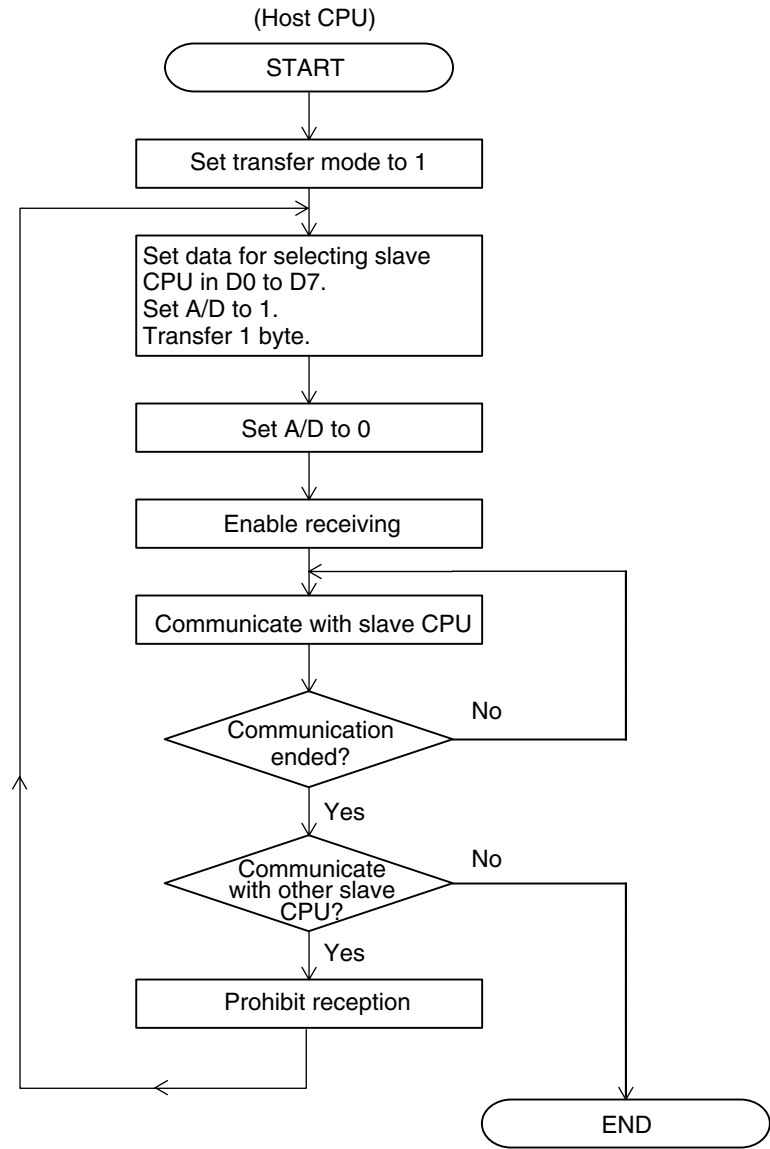 (Host CPU)
START
Set transfer mode to 1
Set data for selecting slave
CPU in D0 to D7.
Set A/D to 1.
Transfer 1 byte.
Set A/D to 0
Enable receiving
Communicate with slave CPU
Communication
ended?
No
Yes
Communicate
with other slave
CPU?
No
Yes
Prohibit reception
END